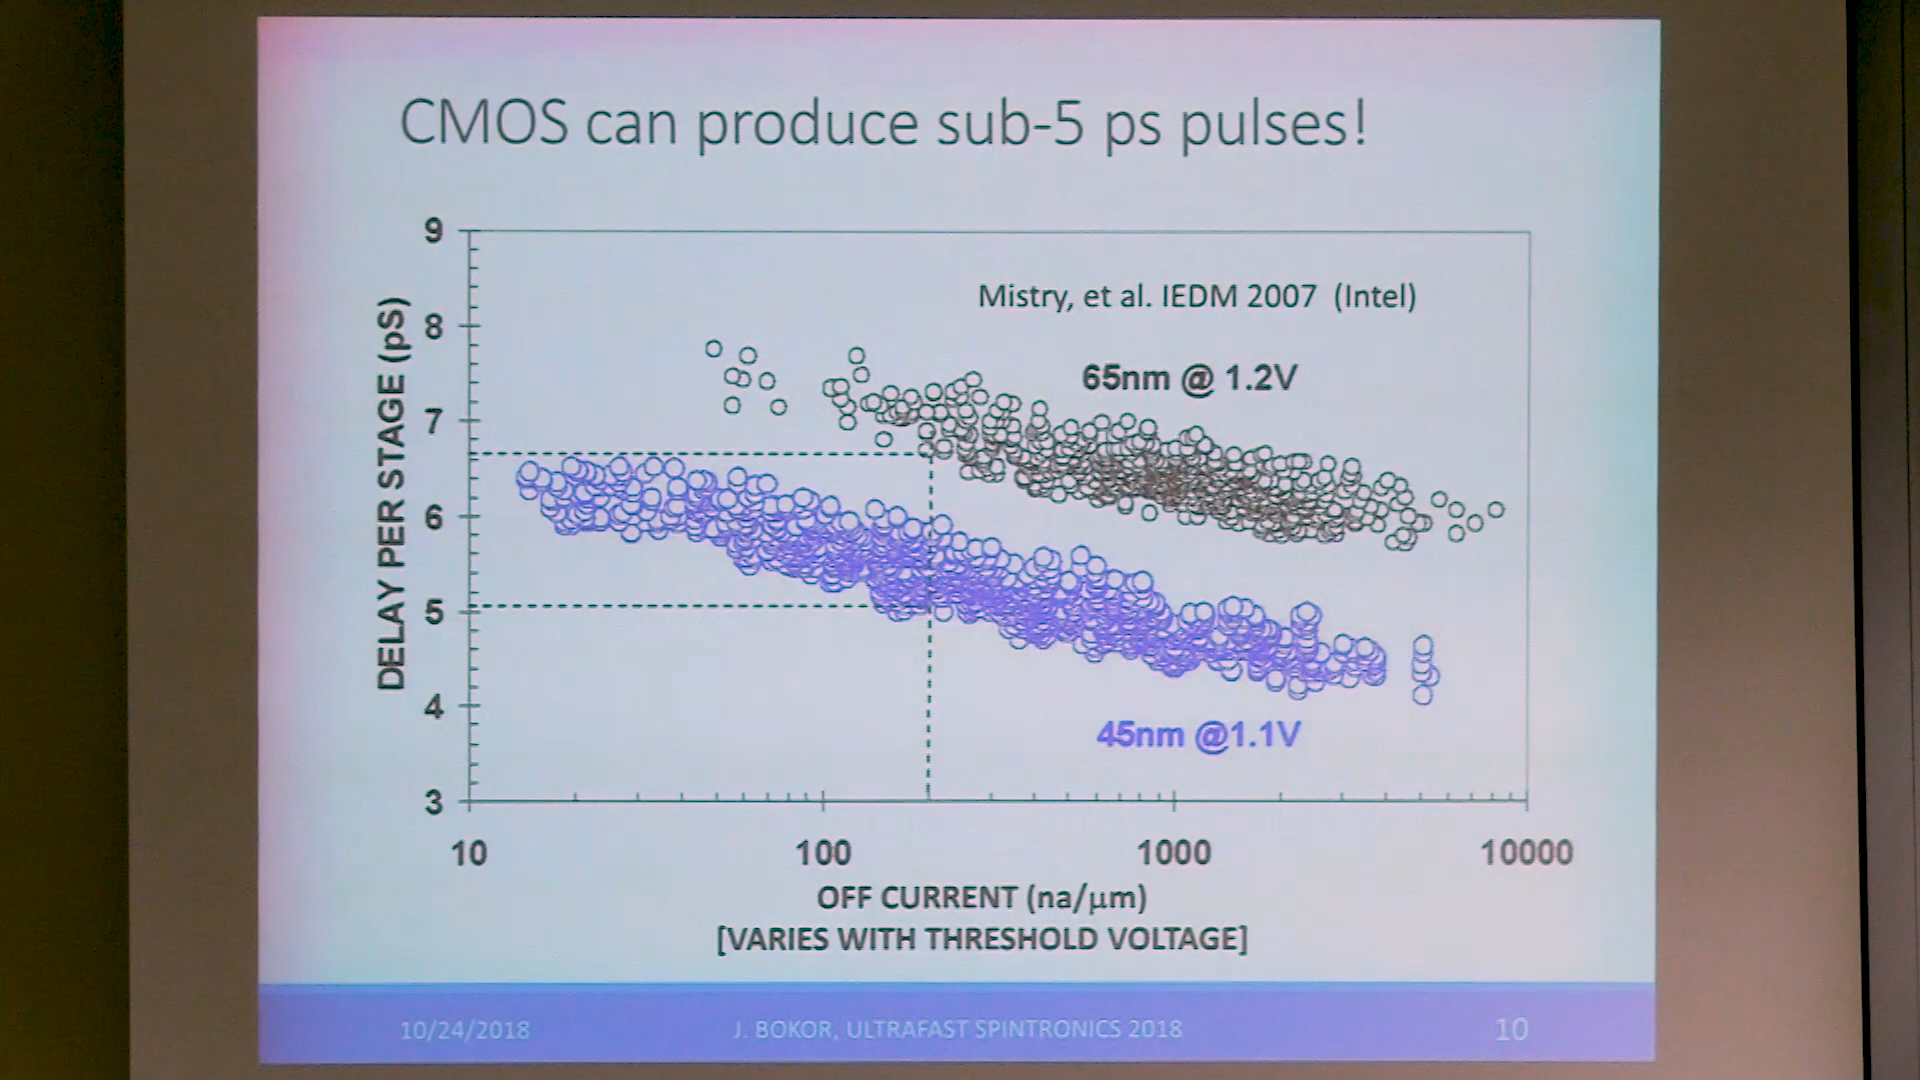 CMOS can produce sub-5 ps pulses!
9
Mistry, et al. IEDM 2007 (Intel)
8
65nm @ 1.2V
7
DELAY PER STAGE (pS)
6
5
4
45nm @1.1V
3
10 100 1000 10000
OFF CURRENT (na/μm)
[VARIES WITH THRESHOLD VOLTAGE]
10/24/2018 J. BOKOR, ULTRAFAST SPINTRONICS 2018 10